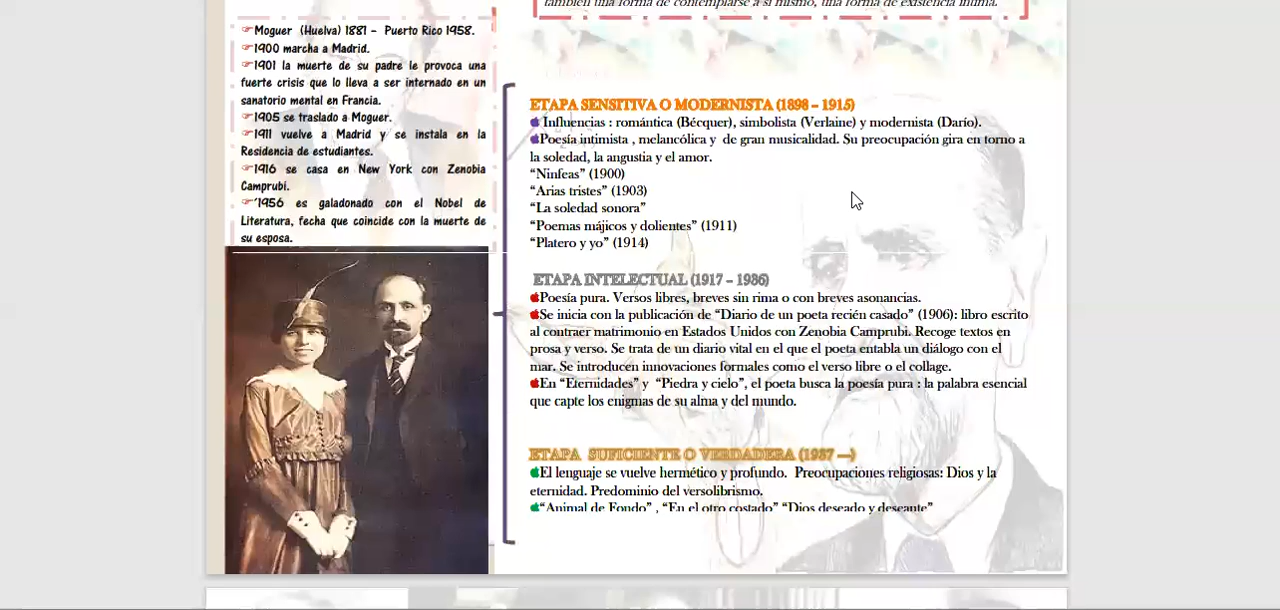 también una forma de contemplarse a sí mismo, una forma de existencia íntima.
☞Moguer (Huelva) 1881 – Puerto Rico 1958.
☞1900 marcha a Madrid.
☞1901 la muerte de su padre le provoca una
fuerte crisis que lo lleva a ser internado en un
sanatorio mental en Francia.
☞1905 se traslado a Moguer.
☞1911 vuelve a Madrid y se instala en la
Residencia de estudiantes.
☞1916 se casa en New York con Zenobia
Camprubi.
☞´1956 es galadonado con el Nobel de
Literatura, fecha que coincide con la muerte de
su esposa.
ETAPA SENSITIVA O MODERNISTA (1898 – 1915)
Influencias : romántica (Bécquer), simbolista (Verlaine) y modernista (Darío).
Poesía intimista , melancólica y de gran musicalidad. Su preocupación gira en torno a
la soledad, la angustia y el amor.
“Ninfeas” (1900)
“Arias tristes” (1903)
“La soledad sonora”
“Poemas májicos y dolientes” (1911)
“Platero y yo” (1914)
ETAPA INTELECTUAL (1917 – 1936)
Poesía pura. Versos libres, breves sin rima o con breves asonancias.
Se inicia con la publicación de “Diario de un poeta recién casado” (1906): libro escrito
al contraer matrimonio en Estados Unidos con Zenobia Camprubi. Recoge textos en
prosa y verso. Se trata de un diario vital en el que el poeta entabla un diálogo con el
mar. Se introducen innovaciones formales como el verso libre o el collage.
En “Eternidades” y “Piedra y cielo”, el poeta busca la poesía pura : la palabra esencial
que capte los enigmas de su alma y del mundo.
ETAPA SUFICIENTE O VERDADERA (1937 —)
El lenguaje se vuelve hermético y profundo. Preocupaciones religiosas: Dios y la
eternidad. Predominio del versolibrismo.
“Animal de Fondo” , “En el otro costado” “Dios deseado y deseante”